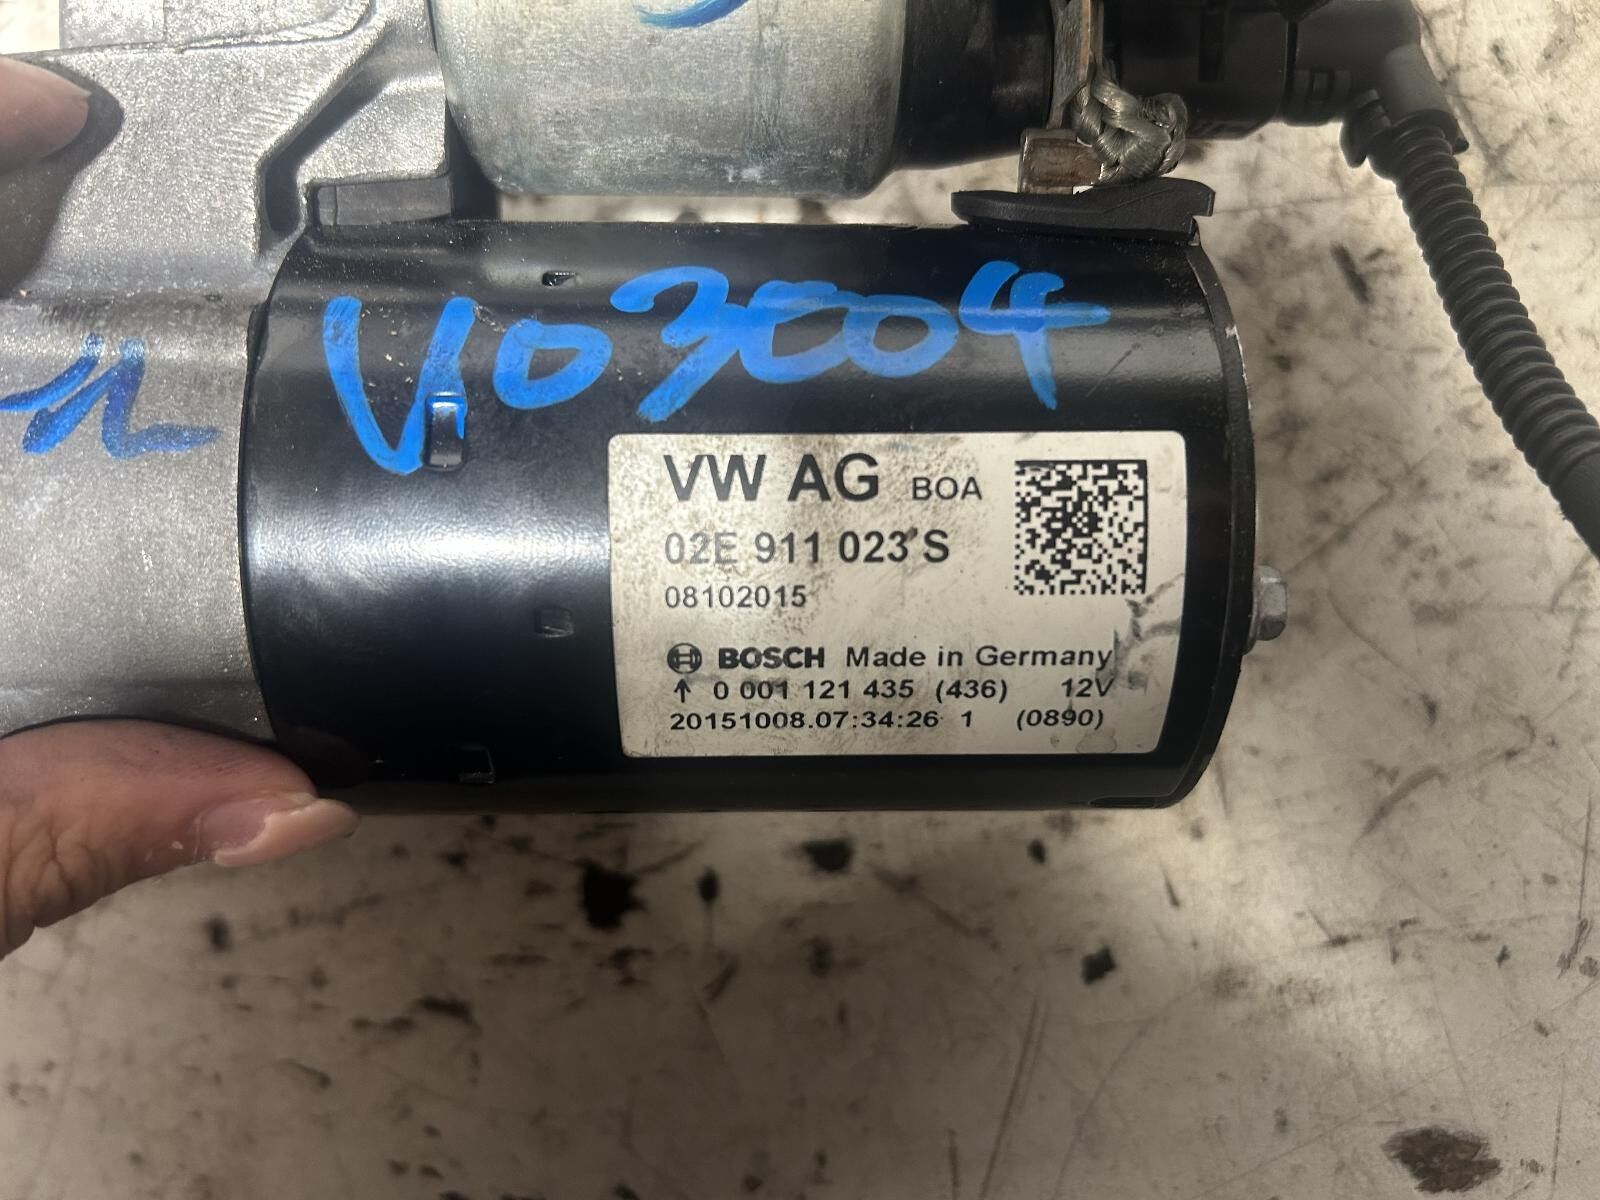 V03E04
VW AG BOA
02E 911 023 S
08102015
BOSCH Made in Germany
↑ 0 001 121 435 (436) 12V
20151008.07:34:26 1 (0890)